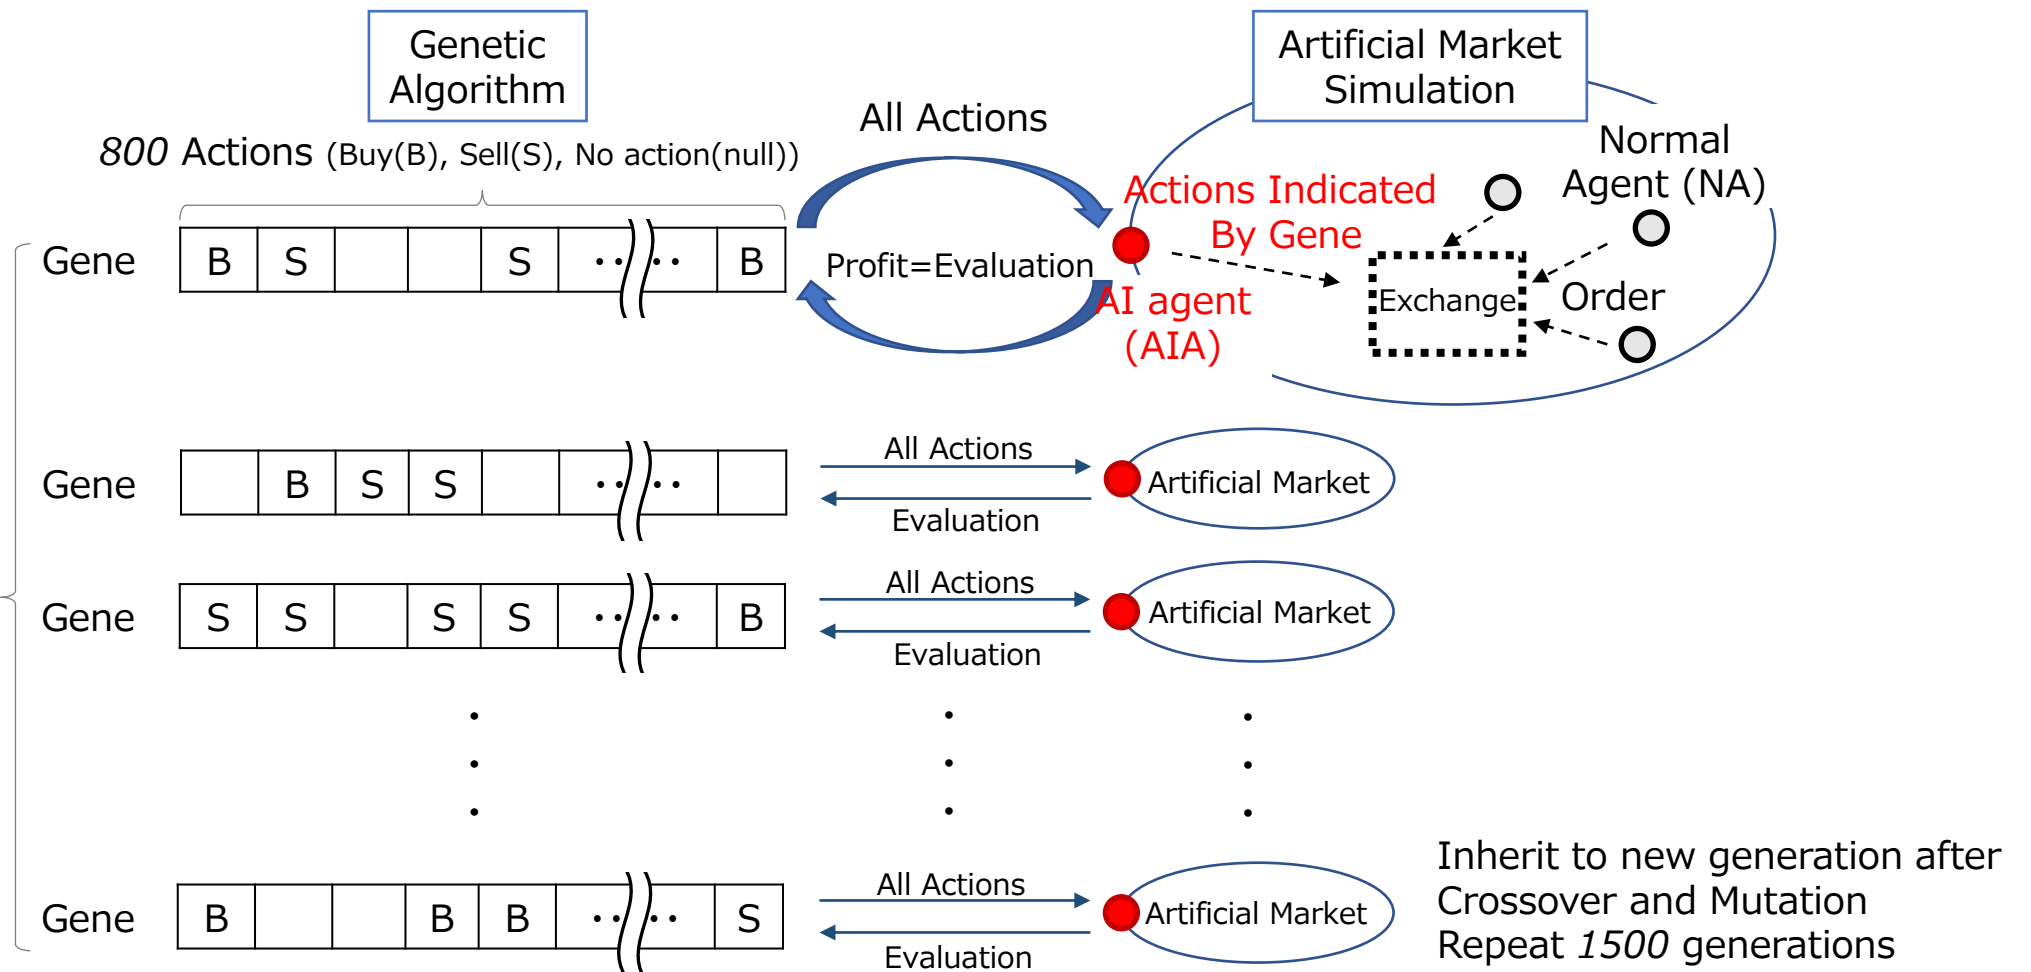 Genetic
Algorithm
Artificial Market
Simulation
800 Actions (Buy(B), Sell(S), No action(null))
All Actions
Normal
Agent (NA)
Actions Indicated
By Gene
Gene B S S ‥ ‥ B
Profit=Evaluation
Exchange
Order
AI agent
(AIA)
Gene B S S ‥ ‥
All Actions
Evaluation
Artificial Market
Gene S S S S ‥ ‥ B
All Actions
Evaluation
Artificial Market
Gene B B B ‥ ‥ S
All Actions
Evaluation
Artificial Market
Inherit to new generation after
Crossover and Mutation
Repeat 1500 generations